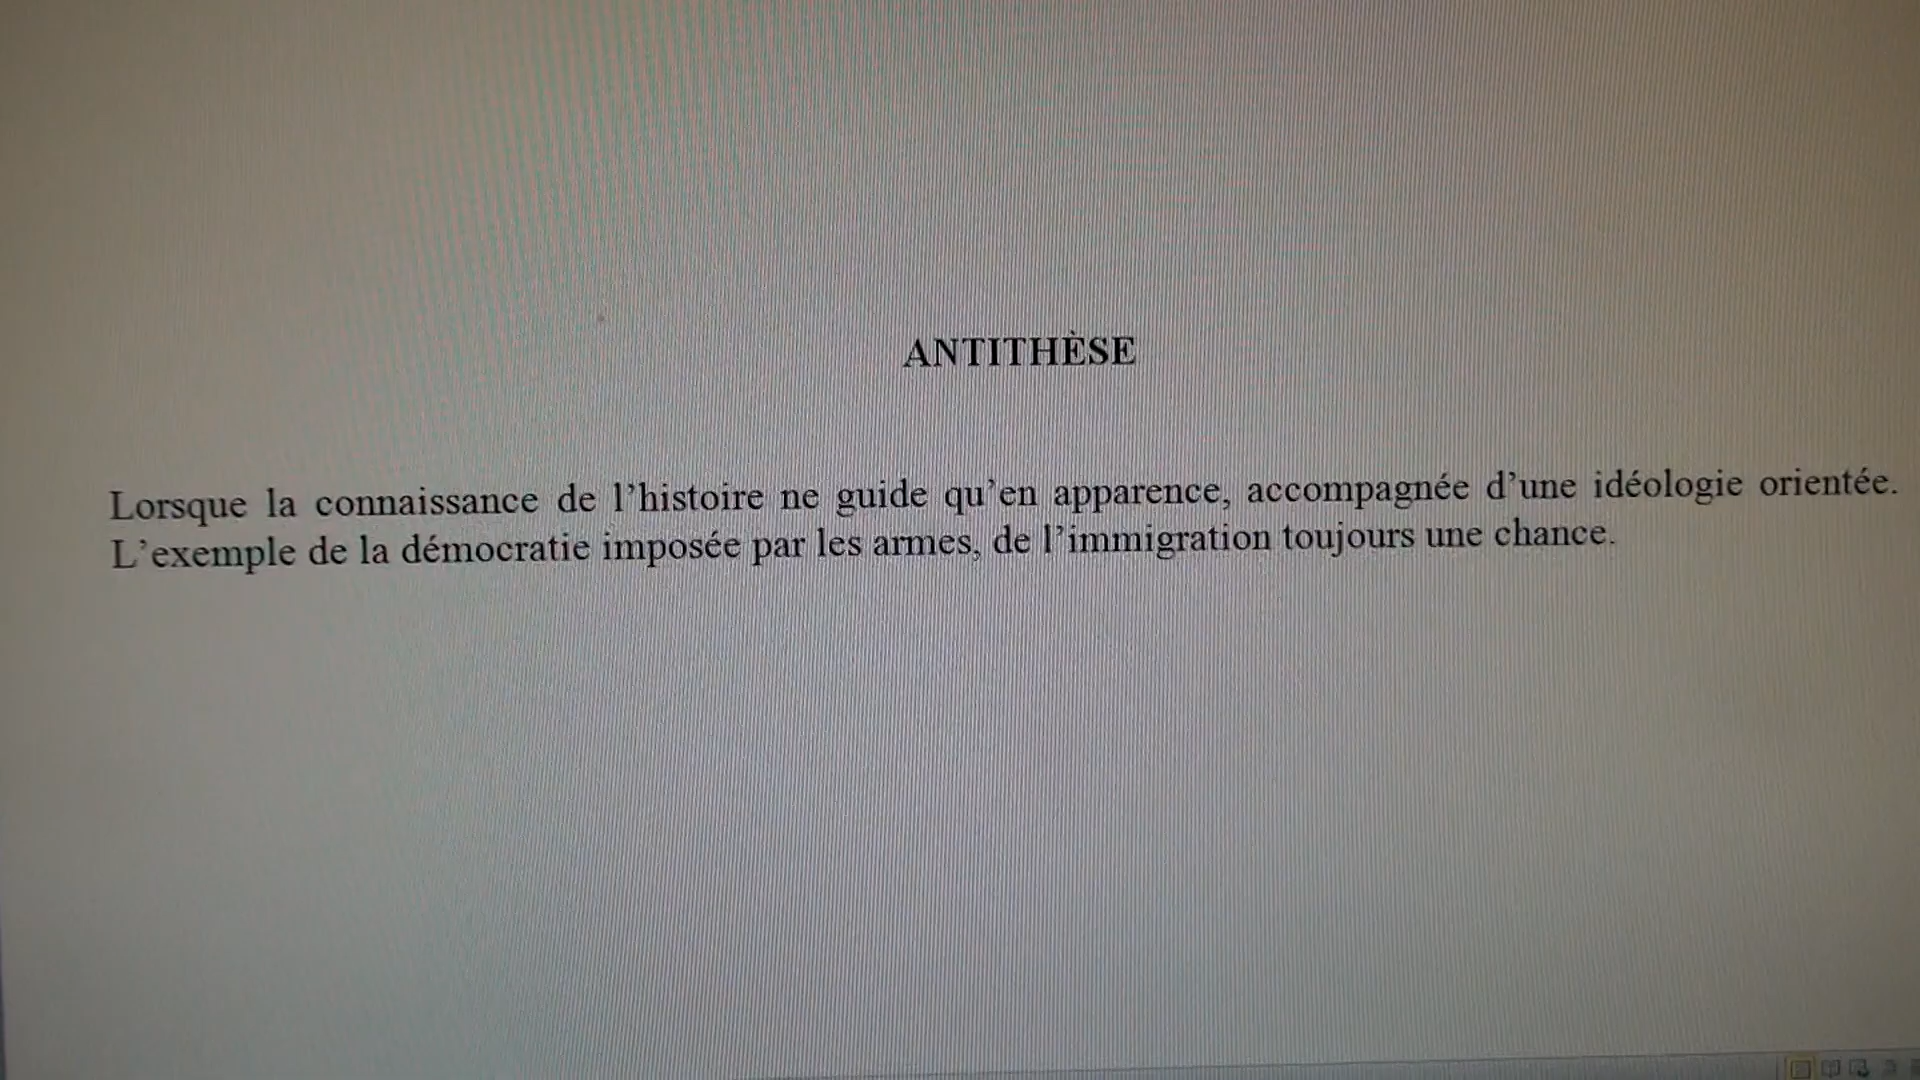 ANTITHÈSE
Lorsque la connaissance de l’histoire ne guide qu’en apparence, accompagnée d’une idéologie orientée.
L’exemple de la démocratie imposée par les armes, de l’immigration toujours une chance.